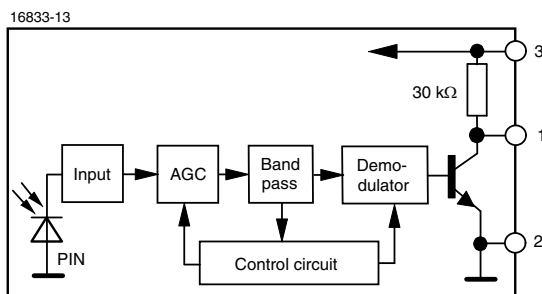 16833-13
3
30 kΩ
1
Input
AGC
Band
pass
Demo-
dulator
2
PIN
Control circuit